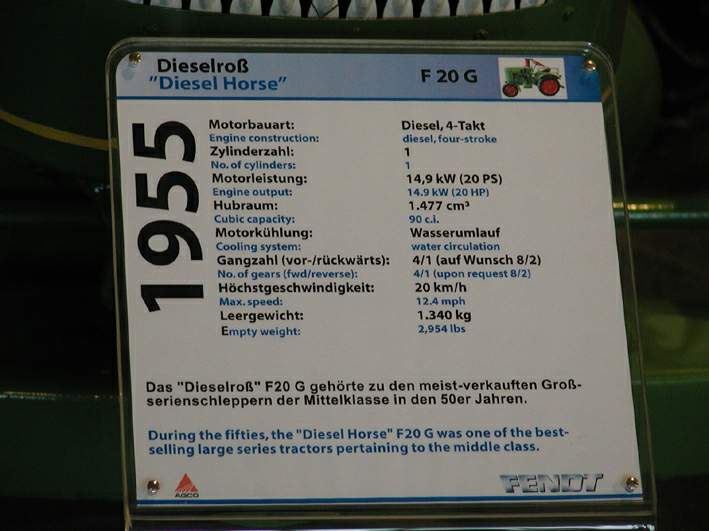 Dieselroß
"Diesel Horse"
F 20 G
1955
Motorbauart: Diesel, 4-Takt
Engine construction: diesel, four-stroke
Zylinderzahl: 1
No. of cylinders: 1
Motorleistung: 14,9 kW (20 PS)
Engine output: 14.9 kW (20 HP)
Hubraum: 1.477 cm³
Cubic capacity: 90 c.i.
Motorkühlung: Wasserumlauf
Cooling system: water circulation
Gangzahl (vor-/rückwärts): 4/1 (auf Wunsch 8/2)
No. of gears (fwd/reverse): 4/1 (upon request 8/2)
Höchstgeschwindigkeit: 20 km/h
Max. speed: 12.4 mph
Leergewicht: 1.340 kg
Empty weight: 2,954 lbs
Das "Dieselroß" F20 G gehörte zu den meist-verkauften Groß-
serienschleppern der Mittelklasse in den 50er Jahren.
During the fifties, the "Diesel Horse" F20 G was one of the best-
selling large series tractors pertaining to the middle class.
AGCO
FENDT